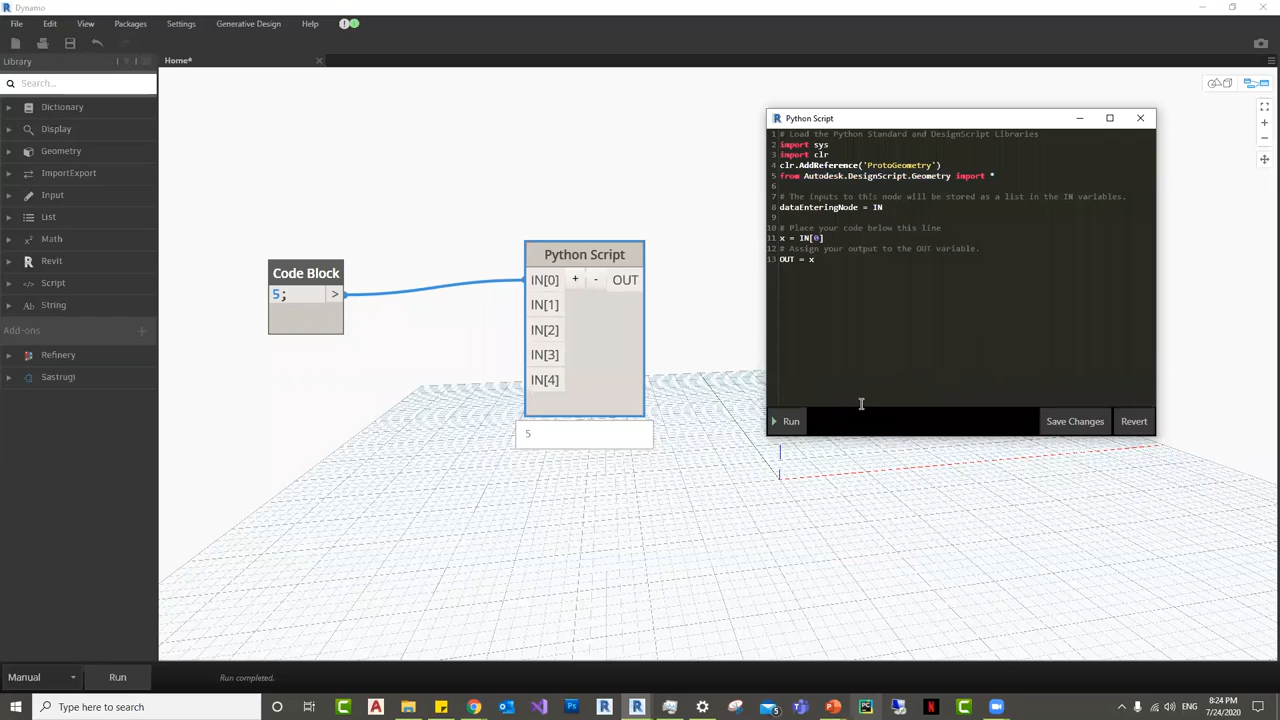 Dynamo
File Edit View Packages Settings Generative Design Help
Library
Home*
Search...
Dictionary
Display
Geometry
ImportExport
Input
List
Math
Revit
Script
String
Add-ons
Refinery
Sastrugi
Code Block
5;
>
Python Script
IN[0] + - OUT
IN[1]
IN[2]
IN[3]
IN[4]
5
Python Script
1 # Load the Python Standard and DesignScript Libraries
2 import sys
3 import clr
4 clr.AddReference('ProtoGeometry')
5 from Autodesk.DesignScript.Geometry import *
6
7 # The inputs to this node will be stored as a list in the IN variables.
8 dataEnteringNode = IN
9
10 # Place your code below this line
11 x = IN[0]
12 # Assign your output to the OUT variable.
13 OUT = x
Run Save Changes Revert
Manual Run Run completed.
Type here to search
ENG
8:24 PM
7/24/2020